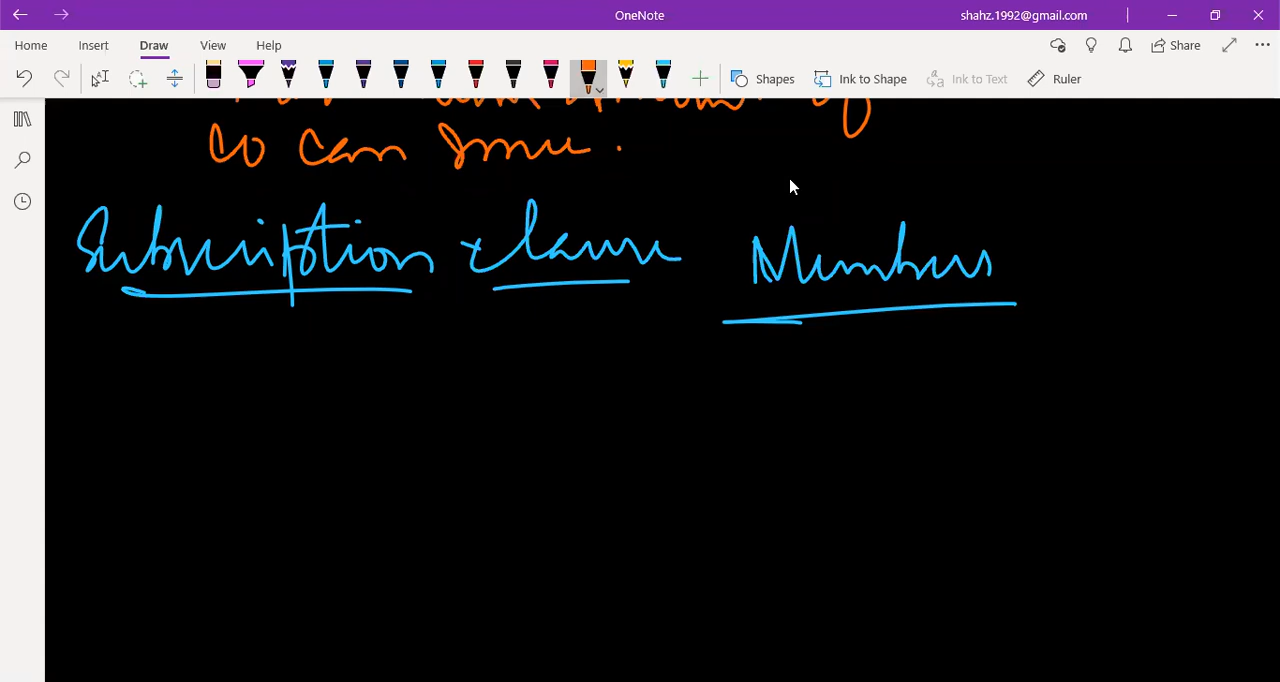 OneNote
shahz.1992@gmail.com
Home Insert Draw View Help
Share
Shapes Ink to Shape Ink to Text Ruler
Co Can Issue.
Subscription clause Members